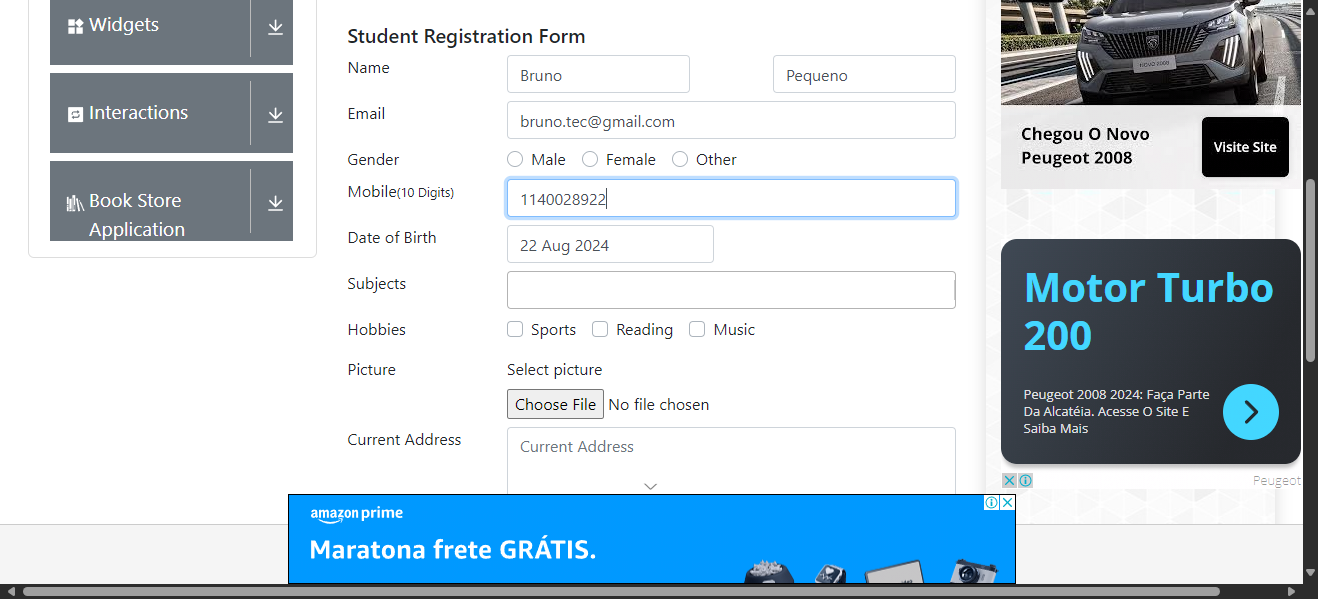 Widgets
Interactions
Book Store
Application
Student Registration Form
Name
Bruno
Pequeno
Email
bruno.tec@gmail.com
Gender
Male
Female
Other
Mobile(10 Digits)
1140028922
Date of Birth
22 Aug 2024
Subjects
Hobbies
Sports
Reading
Music
Picture
Select picture
Choose File No file chosen
Current Address
Current Address
NOVO 2008
Chegou O Novo
Peugeot 2008
Visite Site
Motor Turbo
200
Peugeot 2008 2024: Faça Parte
Da Alcatéia. Acesse O Site E
Saiba Mais
Peugeot
amazon prime
Maratona frete GRÁTIS.